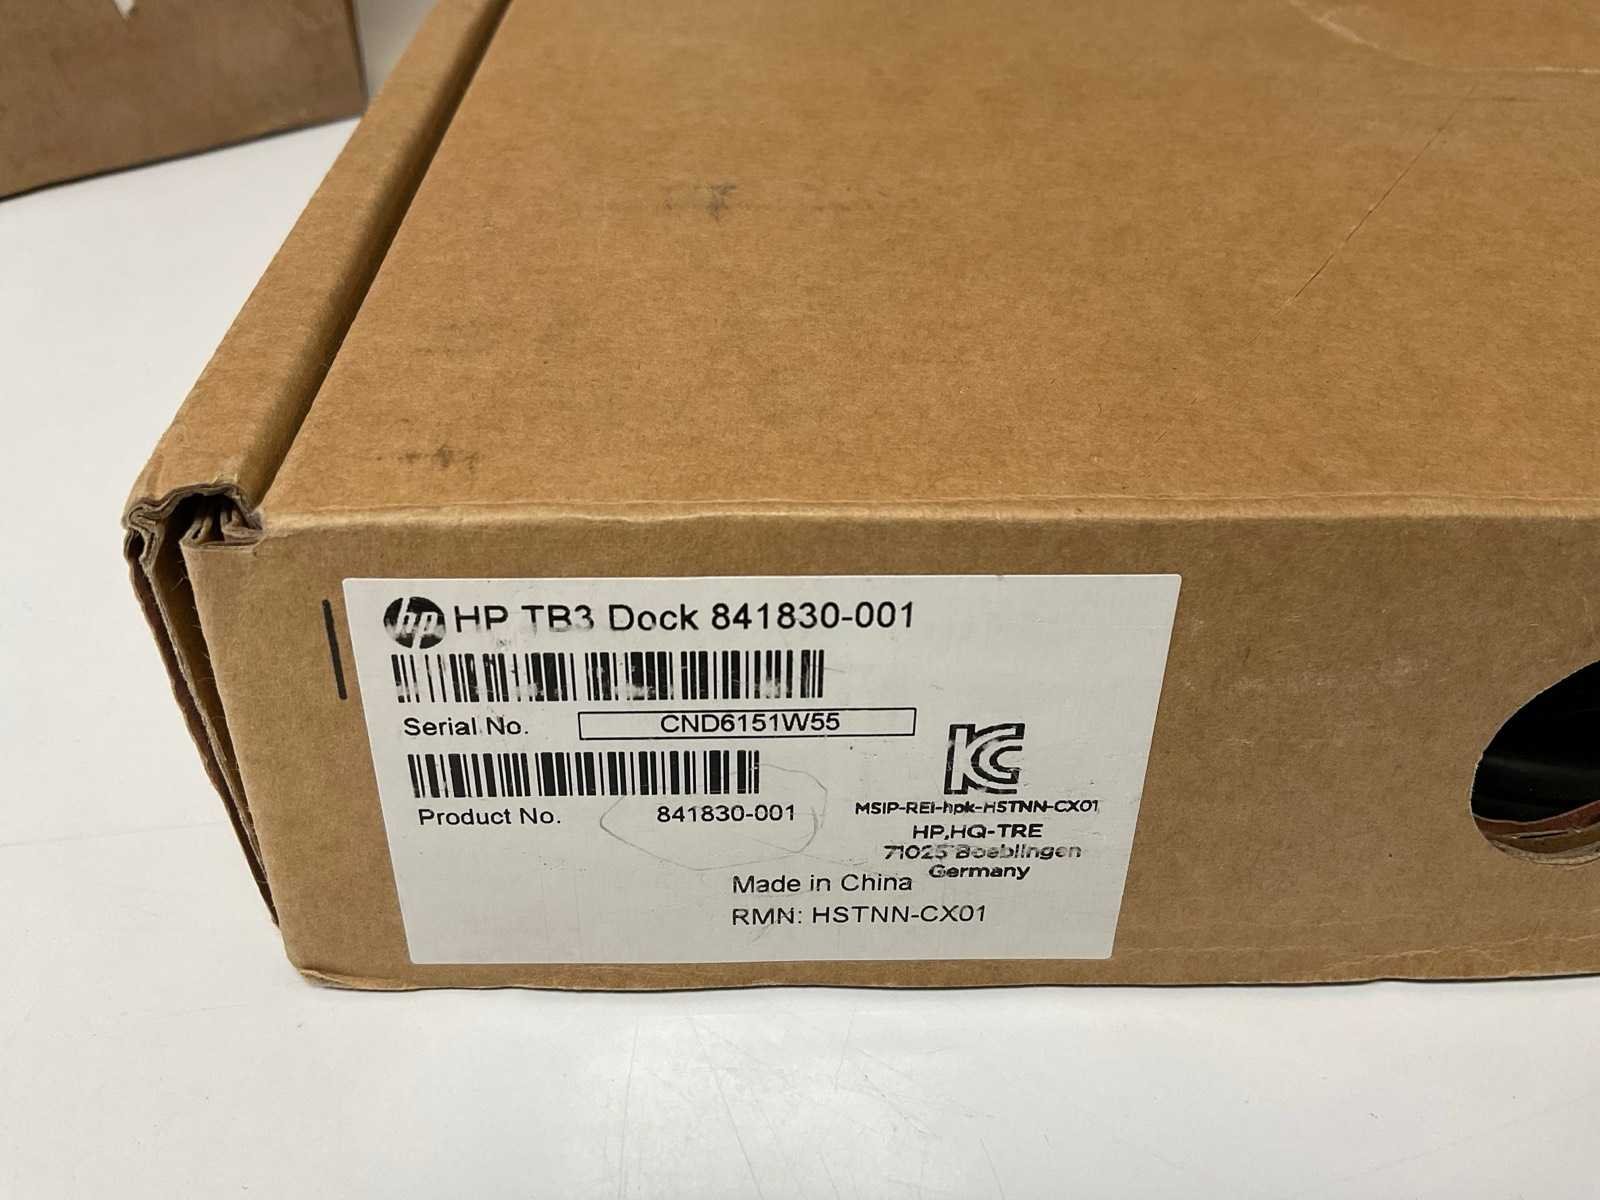 hp HP TB3 Dock 841830-001
Serial No. CND6151W55
Product No. 841830-001
KC
MSIP-REI-hpk-HSTNN-CX01
HP,HQ-TRE
71025 Boeblingen
Germany
Made in China
RMN: HSTNN-CX01